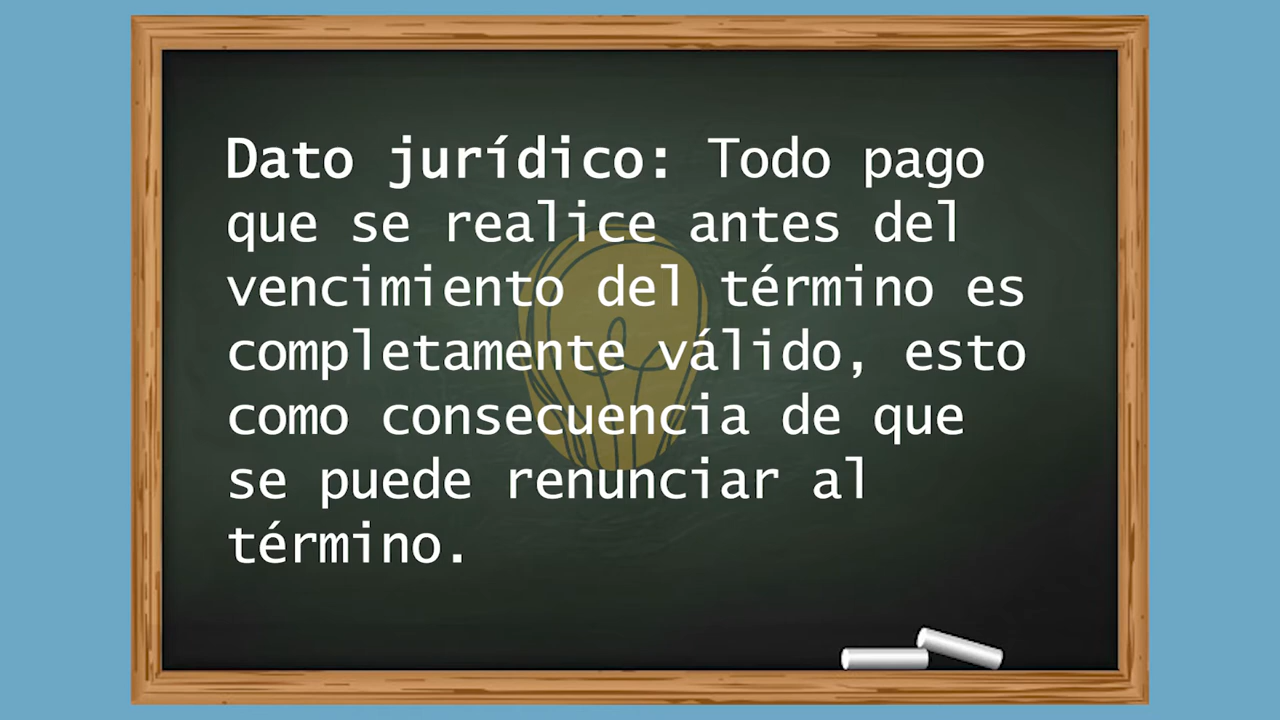 Dato jurídico: Todo pago
que se realice antes del
vencimiento del término es
completamente válido, esto
como consecuencia de que
se puede renunciar al
término.